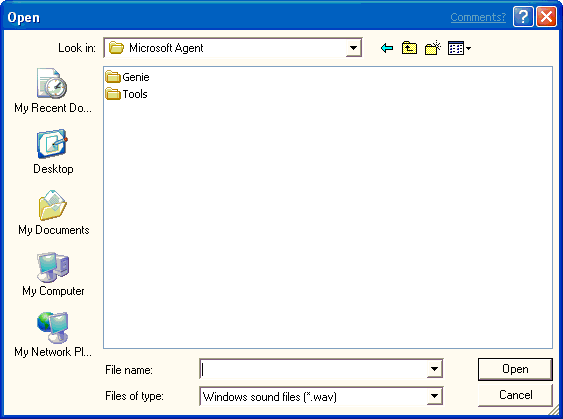 Open
Comments?
Look in:
Microsoft Agent
Genie
Tools
My Recent Do...
Desktop
My Documents
My Computer
My Network Pl...
File name:
Open
Files of type:
Windows sound files (*.wav)
Cancel